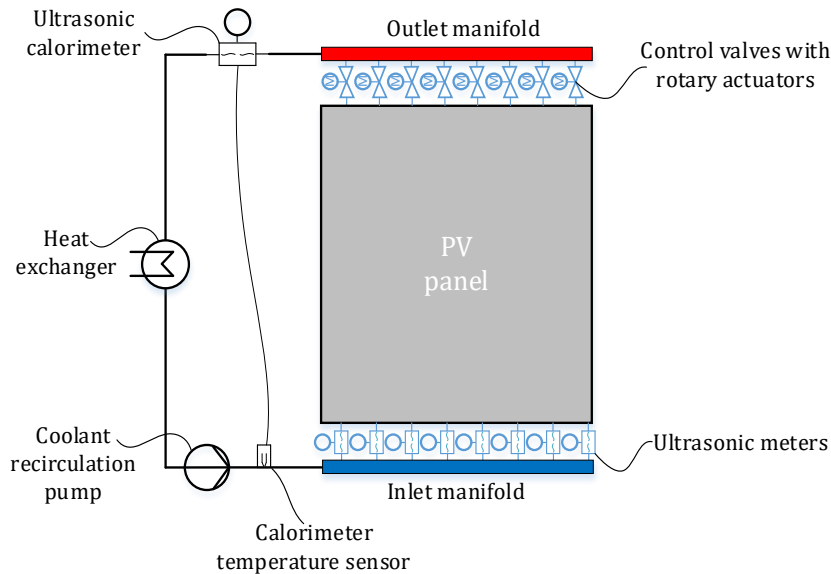 Ultrasonic
calorimeter
Outlet manifold
Control valves with
rotary actuators
M M M M M M M M
Heat
exchanger
PV
panel
Coolant
recirculation
pump
Ultrasonic meters
Inlet manifold
Calorimeter
temperature sensor